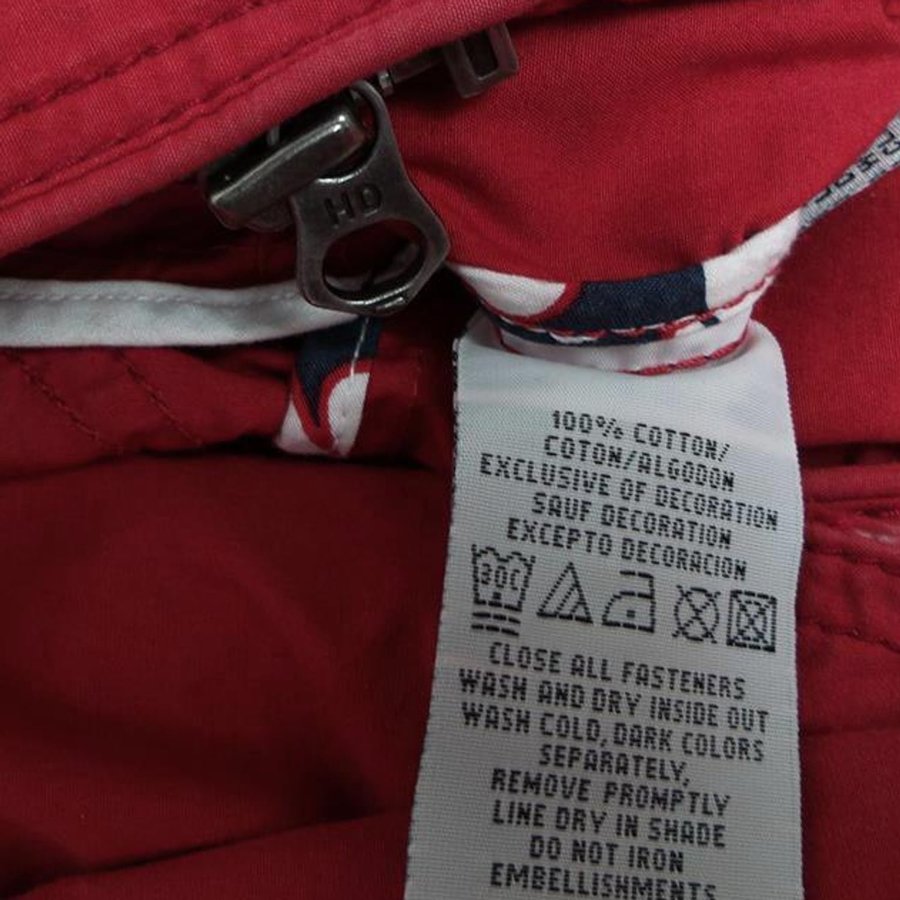 HD
100% COTTON/
COTON/ALGODON
EXCLUSIVE OF DECORATION
SAUF DECORATION
EXCEPTO DECORACION
30C
CLOSE ALL FASTENERS
WASH AND DRY INSIDE OUT
WASH COLD, DARK COLORS
SEPARATELY,
REMOVE PROMPTLY
LINE DRY IN SHADE
DO NOT IRON
EMBELLISHMENTS